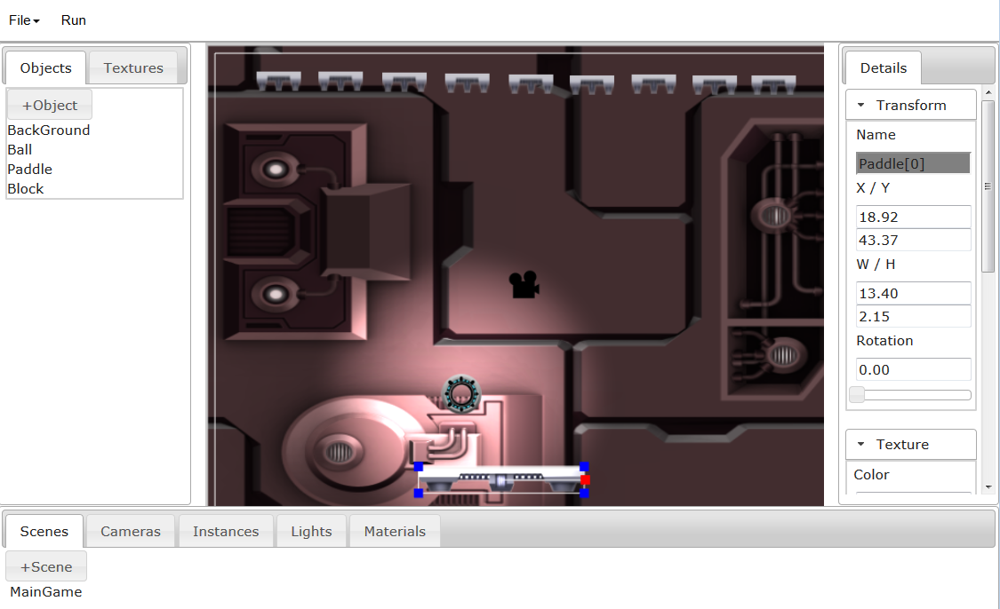 File Run
Objects Textures
+Object
BackGround
Ball
Paddle
Block
Details
Transform
Name
Paddle[0]
X / Y
18.92
43.37
W / H
13.40
2.15
Rotation
0.00
Texture
Color
Scenes Cameras Instances Lights Materials
+Scene
MainGame